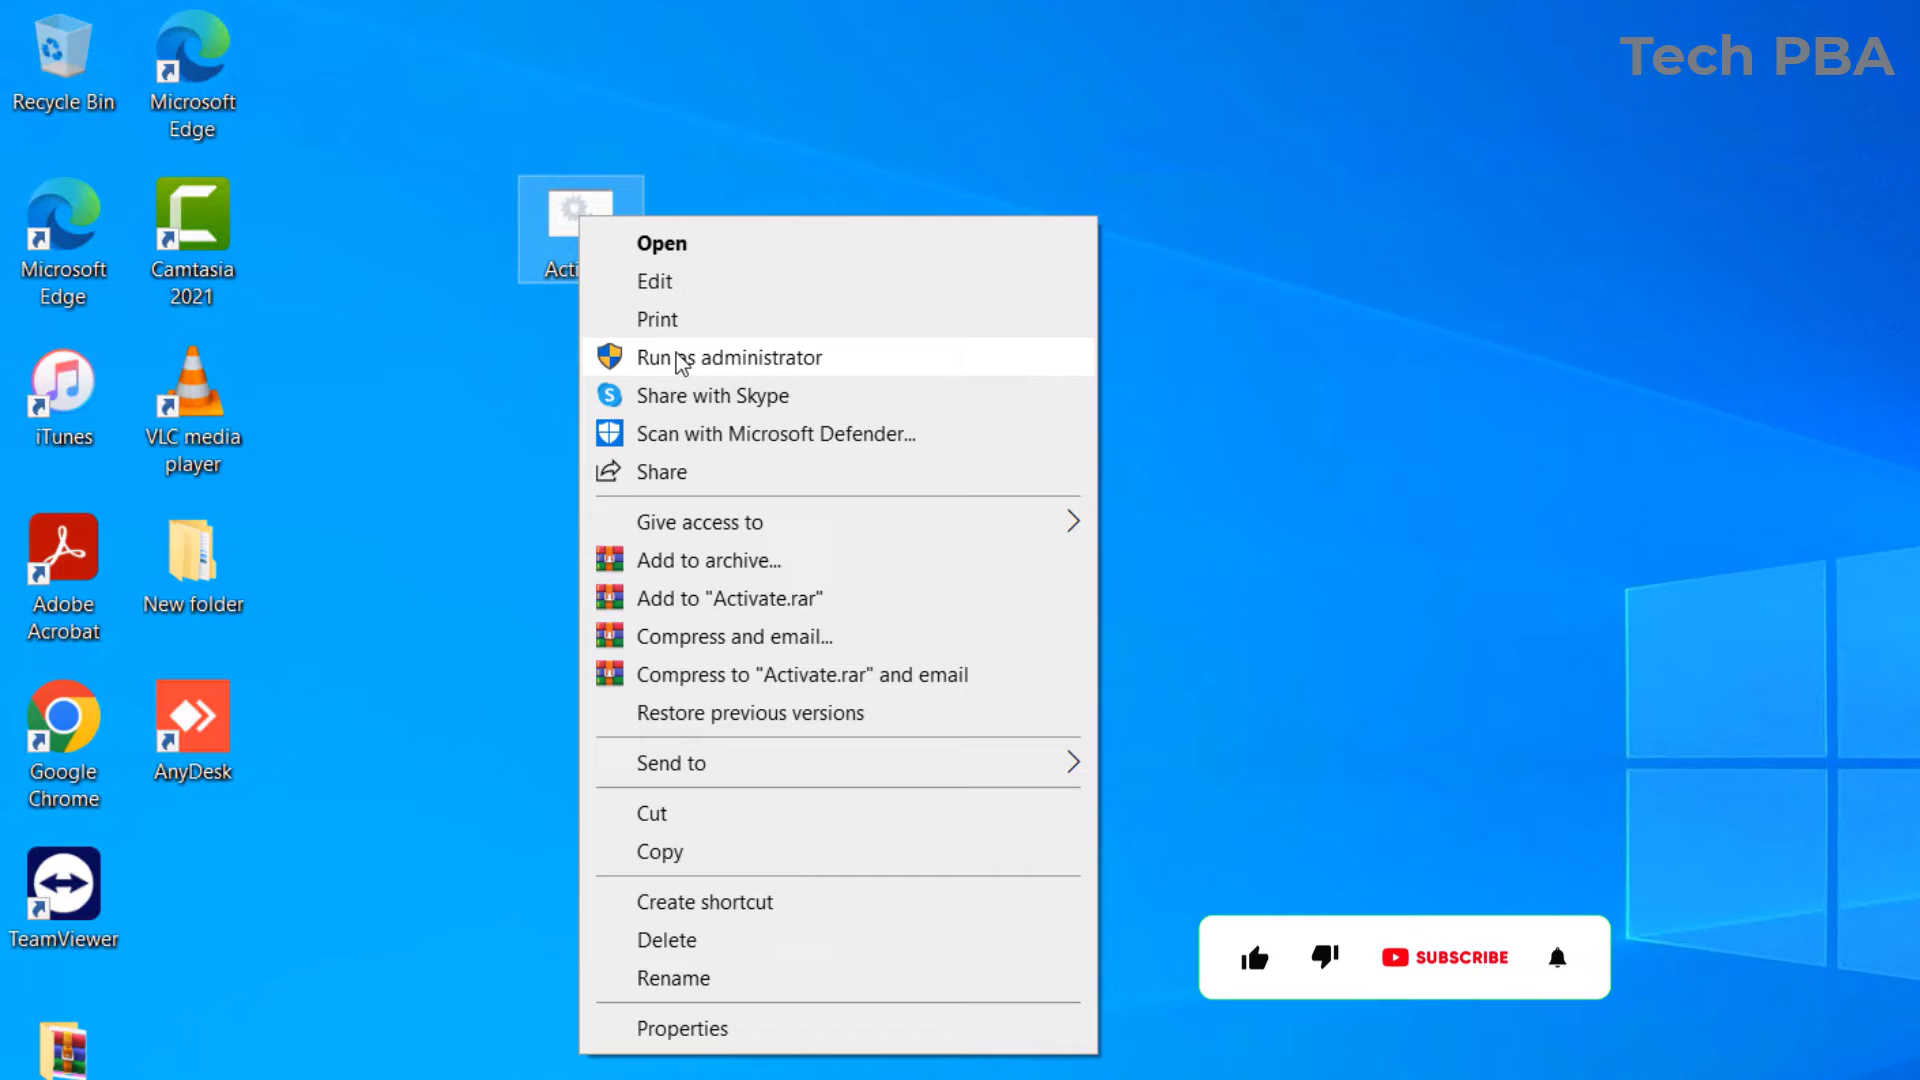 Tech PBA
Recycle Bin
Microsoft
Edge
Microsoft
Edge
Camtasia
2021
iTunes
VLC media
player
Adobe
Acrobat
New folder
Google
Chrome
AnyDesk
TeamViewer
Acti
Open
Edit
Print
Run as administrator
Share with Skype
Scan with Microsoft Defender...
Share
Give access to
Add to archive...
Add to "Activate.rar"
Compress and email...
Compress to "Activate.rar" and email
Restore previous versions
Send to
Cut
Copy
Create shortcut
Delete
Rename
Properties
SUBSCRIBE